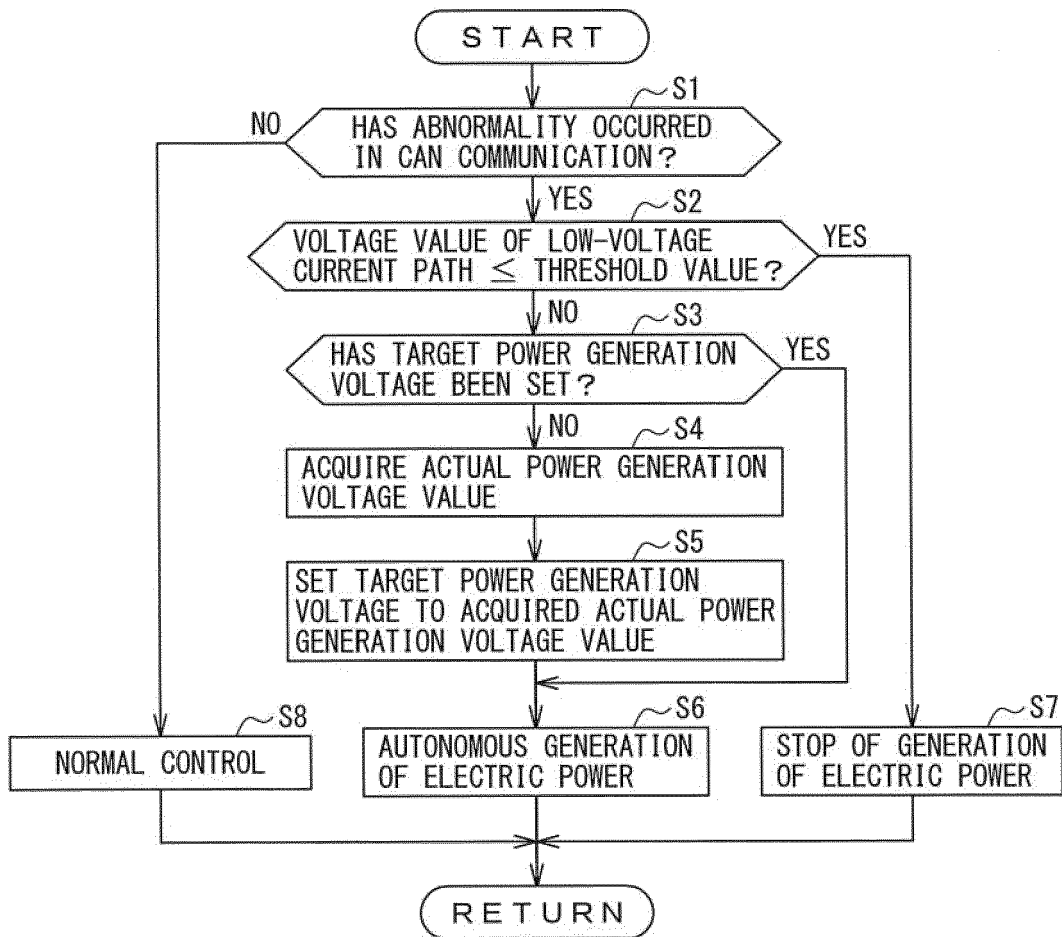 START
S1
NO
HAS ABNORMALITY OCCURRED
IN CAN COMMUNICATION?
YES
S2
VOLTAGE VALUE OF LOW-VOLTAGE
CURRENT PATH ≤ THRESHOLD VALUE?
YES
NO
S3
HAS TARGET POWER GENERATION
VOLTAGE BEEN SET?
YES
NO
S4
ACQUIRE ACTUAL POWER GENERATION
VOLTAGE VALUE
S5
SET TARGET POWER GENERATION
VOLTAGE TO ACQUIRED ACTUAL POWER
GENERATION VOLTAGE VALUE
S8
NORMAL CONTROL
S6
AUTONOMOUS GENERATION
OF ELECTRIC POWER
S7
STOP OF GENERATION
OF ELECTRIC POWER
RETURN